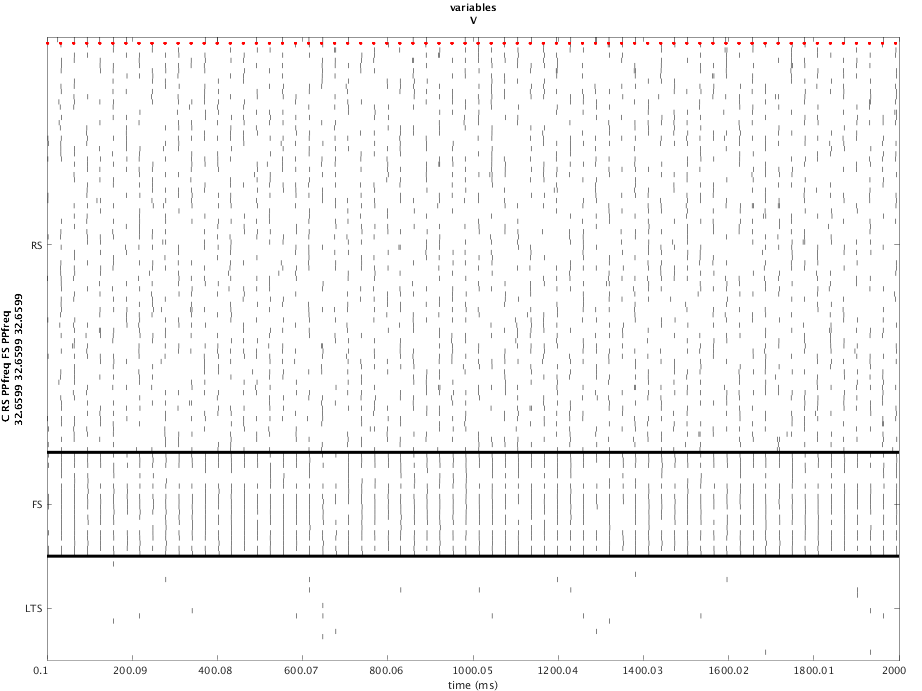 variables
V
C RS PPfreq FS PPfreq
32.6599 32.6599 32.6599
RS
FS
LTS
0.1 200.09 400.08 600.07 800.06 1000.05 1200.04 1400.03 1600.02 1800.01 2000
time (ms)